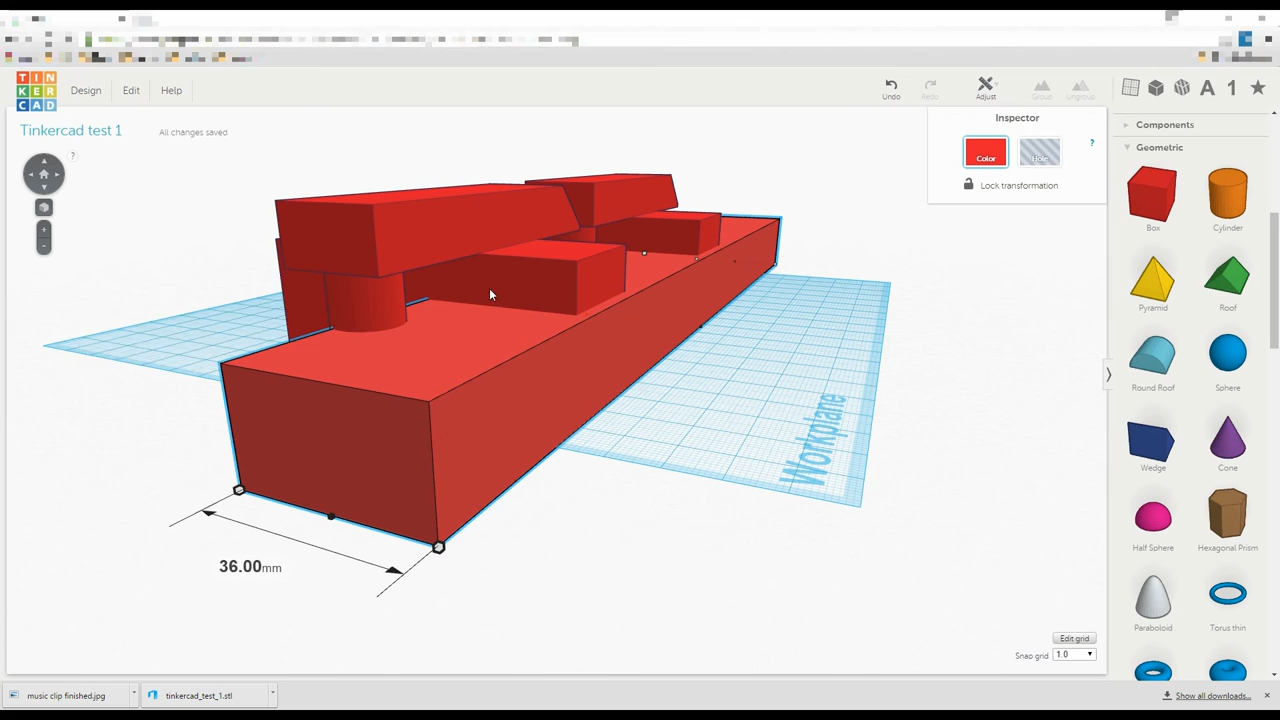 TIN
KER
CAD
Design
Edit
Help
Undo
Redo
Adjust
Group
Ungroup
A
1
Tinkercad test 1
All changes saved
?
Inspector
Color
Hole
?
Lock transformation
Components
Geometric
Box
Cylinder
Pyramid
Roof
Round Roof
Sphere
Wedge
Cone
Half Sphere
Hexagonal Prism
Paraboloid
Torus thin
+
-
Workplane
36.00mm
Edit grid
Snap grid 1.0
music clip finished.jpg
tinkercad_test_1.stl
Show all downloads...